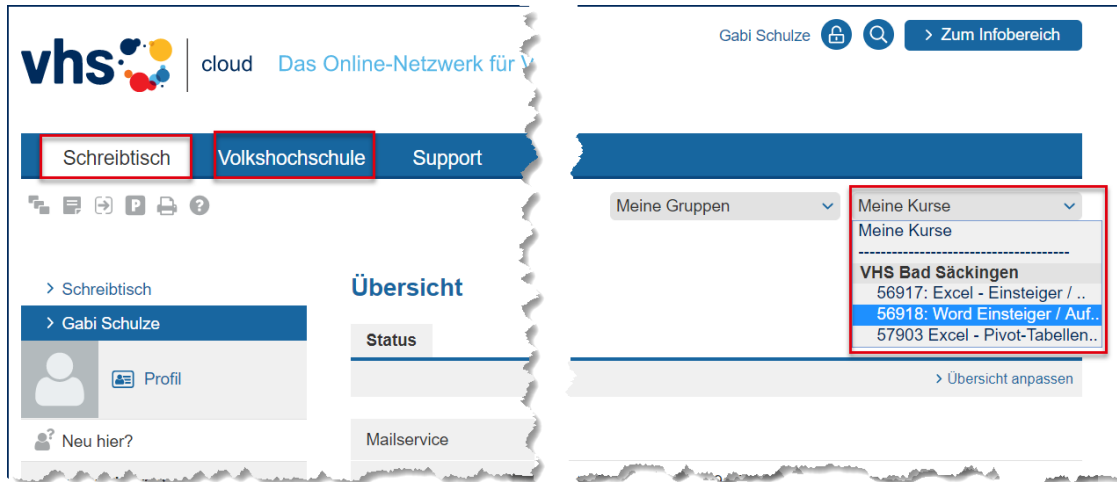 Gabi Schulze
> Zum Infobereich
vhs
cloud Das Online-Netzwerk für
Schreibtisch Volkshochschule Support
P ?
Meine Gruppen
Meine Kurse
Meine Kurse
---------------------------------------
VHS Bad Säckingen
56917: Excel - Einsteiger / ..
56918: Word Einsteiger / Auf..
57903 Excel - Pivot-Tabellen..
> Schreibtisch
> Gabi Schulze
Profil
? Neu hier?
Übersicht
Status
> Übersicht anpassen
Mailservice